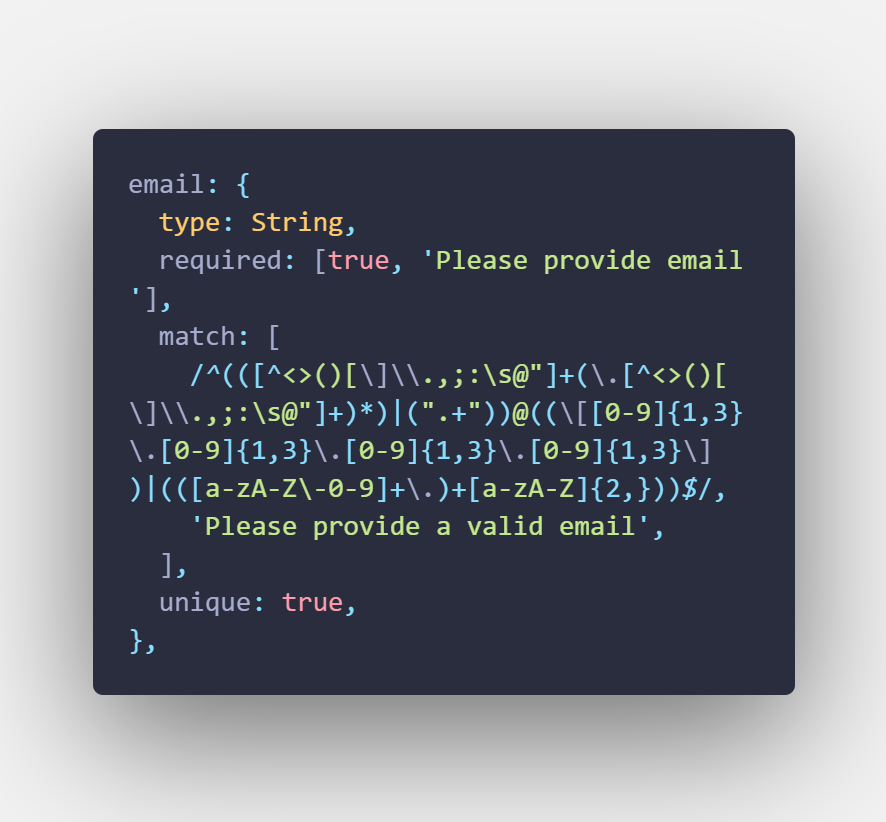 email: {
  type: String,
  required: [true, 'Please provide email
'],
  match: [
    /^(([^<>()[\]\\.,;:\s@"]+(\.[^<>()[
\]\\.,;:\s@"]+)*)|(".+"))@((\[[0-9]{1,3}
\.[0-9]{1,3}\.[0-9]{1,3}\.[0-9]{1,3}\]
)|(([a-zA-Z\-0-9]+\.)+[a-zA-Z]{2,}))$/,
    'Please provide a valid email',
  ],
  unique: true,
},